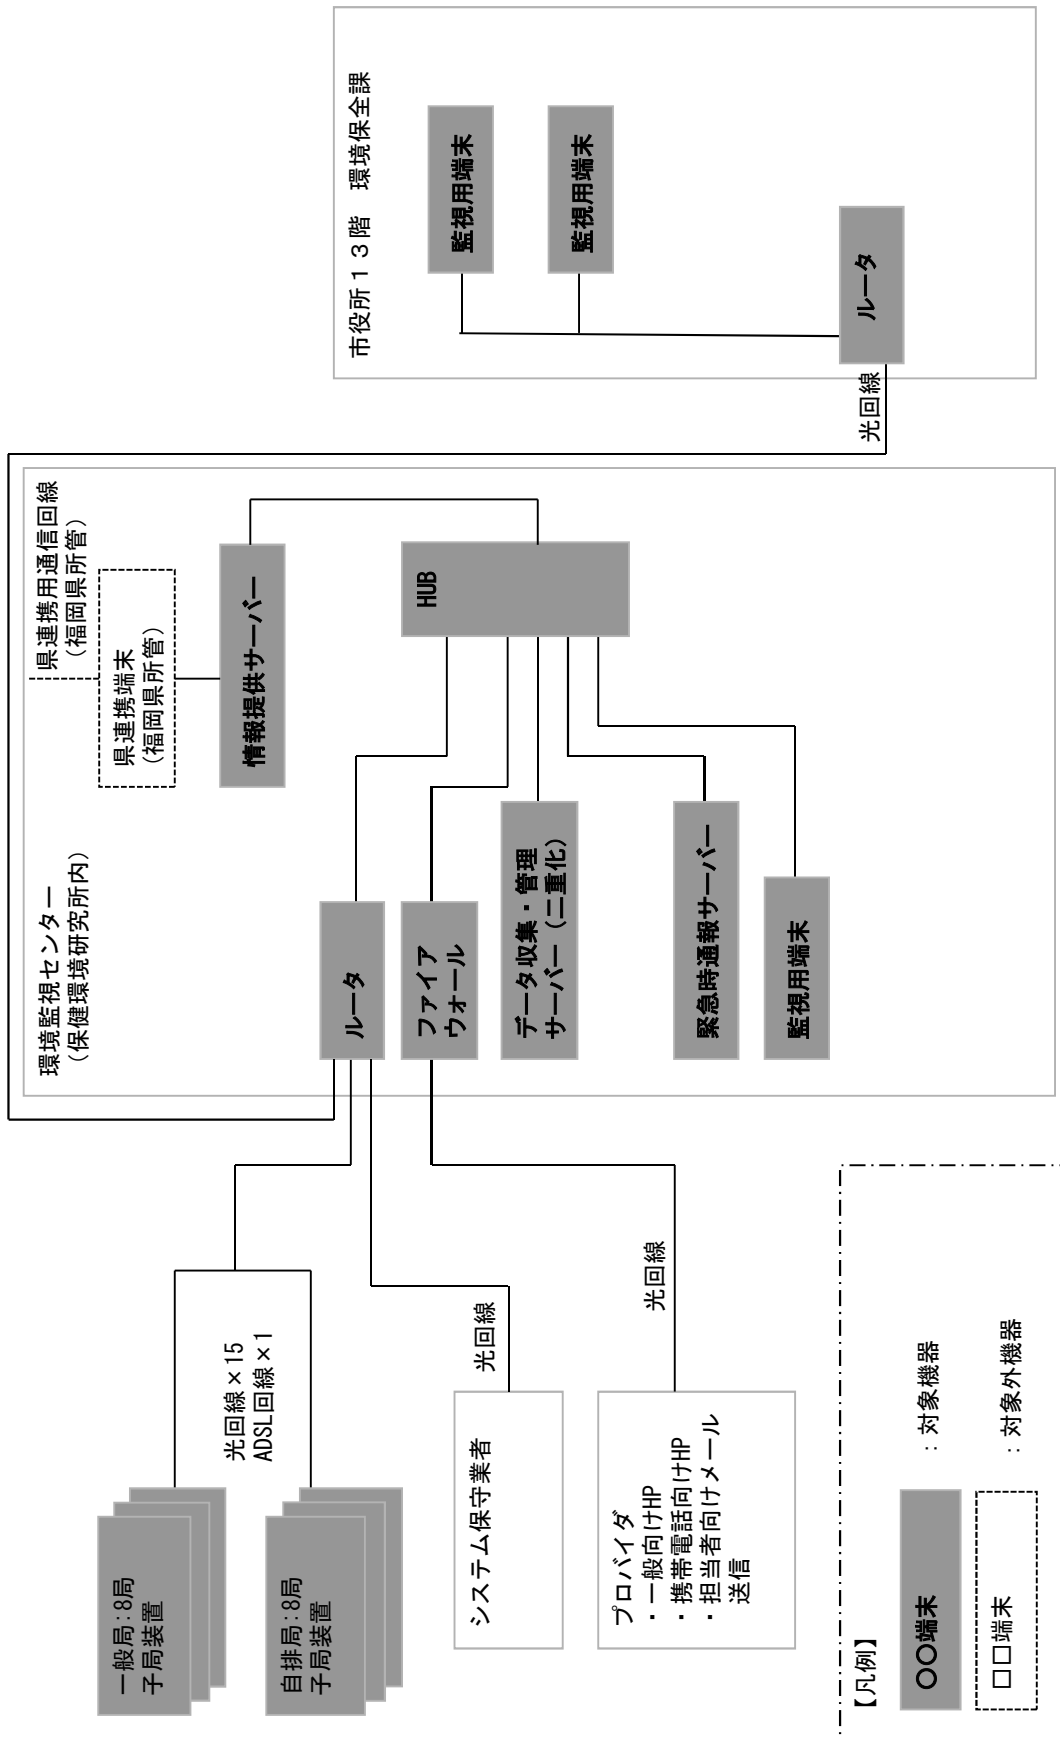 一般局:8局
子局装置
自排局:8局
子局装置
光回線×15
ADSL回線×1
システム保守業者
光回線
プロバイダ
・一般向けHP
・携帯電話向けHP
・担当者向けメール
送信
光回線
環境監視センター
(保健環境研究所内)
県連携用通信回線
(福岡県所管)
県連携端末
(福岡県所管)
情報提供サーバー
HUB
ルータ
ファイア
ウォール
データ収集・管理
サーバー(二重化)
緊急時通報サーバー
監視用端末
光回線
市役所13階 環境保全課
監視用端末
監視用端末
ルータ
【凡例】
〇〇端末
:対象機器
□□端末
:対象外機器